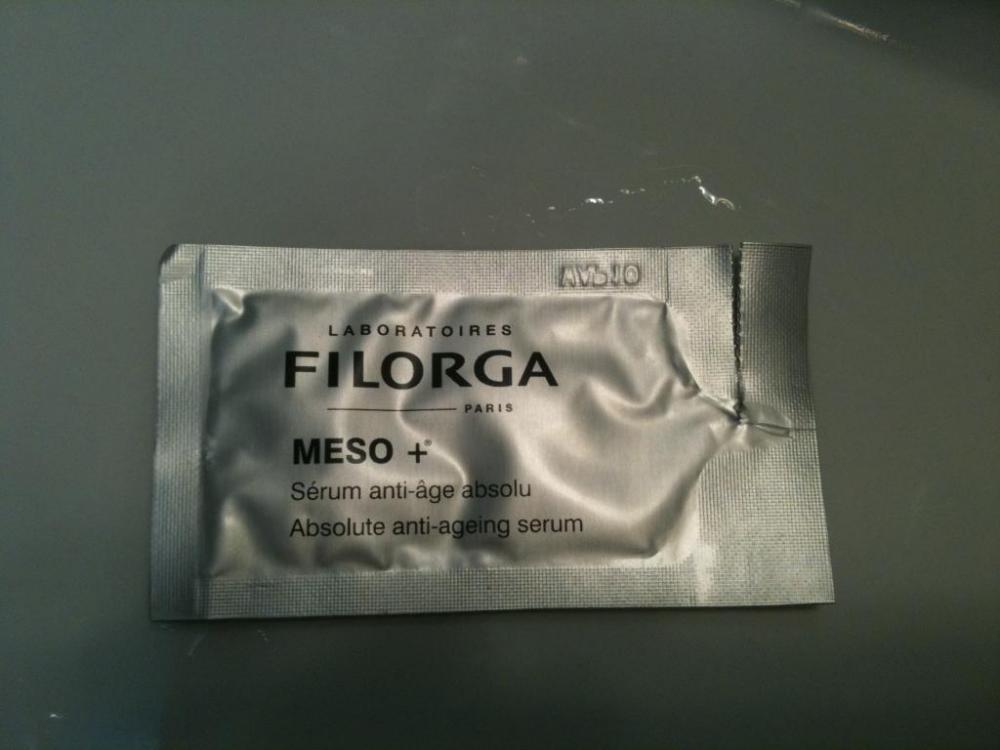 LABORATOIRES
FILORGA
PARIS
MESO +®
Sérum anti-âge absolu
Absolute anti-ageing serum